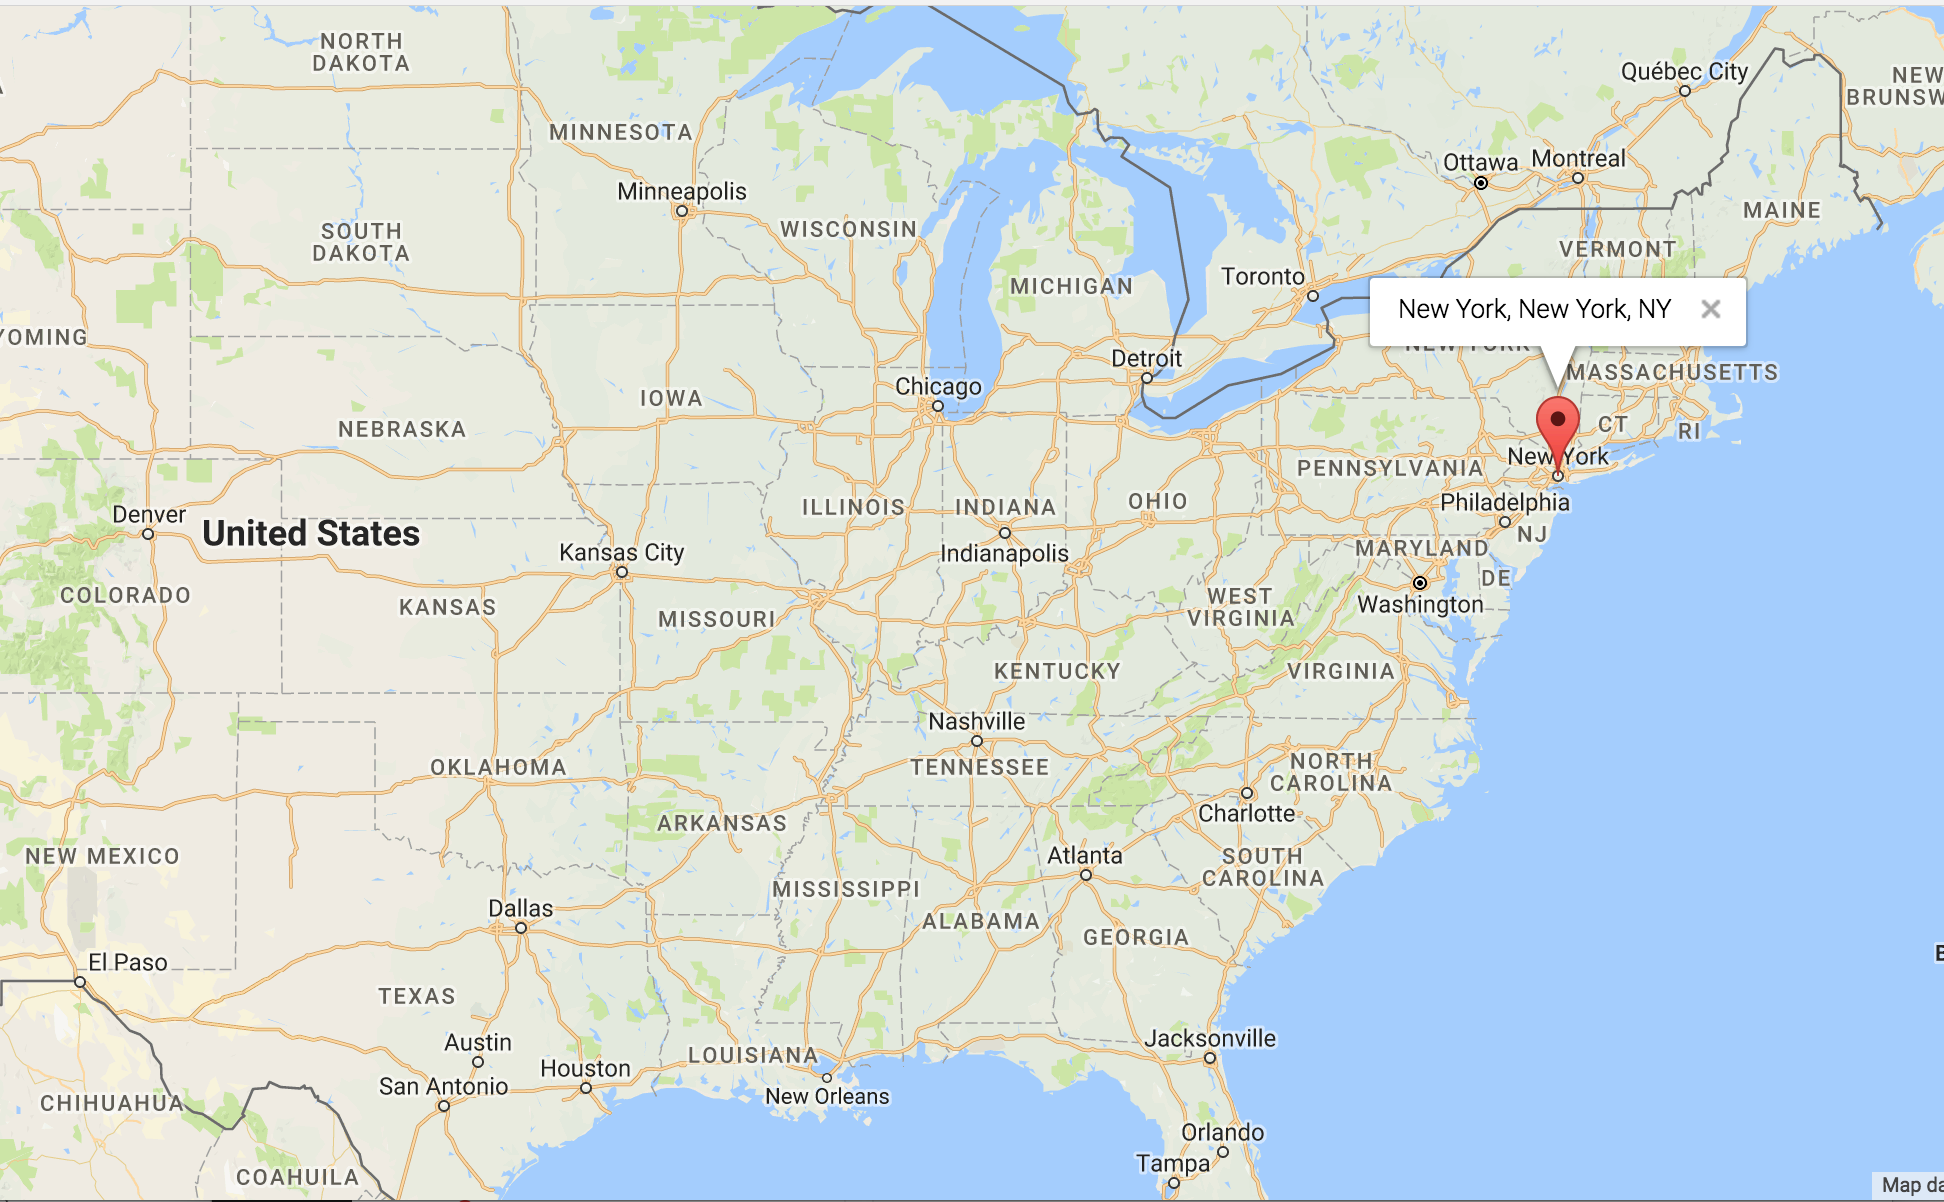 NORTH
DAKOTA
Québec City
NEW
BRUNSW
MINNESOTA
Ottawa
Montreal
Minneapolis
WISCONSIN
MAINE
SOUTH
DAKOTA
VERMONT
Toronto
MICHIGAN
New York, New York, NY
YOMING
NEW YORK
Detroit
MASSACHUSETTS
Chicago
IOWA
NEBRASKA
CT
RI
New York
PENNSYLVANIA
ILLINOIS
INDIANA
OHIO
Philadelphia
Denver
United States
NJ
Kansas City
Indianapolis
MARYLAND
DE
COLORADO
KANSAS
MISSOURI
WEST
VIRGINIA
Washington
KENTUCKY
VIRGINIA
Nashville
OKLAHOMA
TENNESSEE
NORTH
CAROLINA
Charlotte
ARKANSAS
NEW MEXICO
Atlanta
SOUTH
CAROLINA
MISSISSIPPI
Dallas
ALABAMA
GEORGIA
El Paso
TEXAS
Austin
Houston
LOUISIANA
Jacksonville
San Antonio
New Orleans
CHIHUAHUA
Orlando
Tampa
COAHUILA
Map da